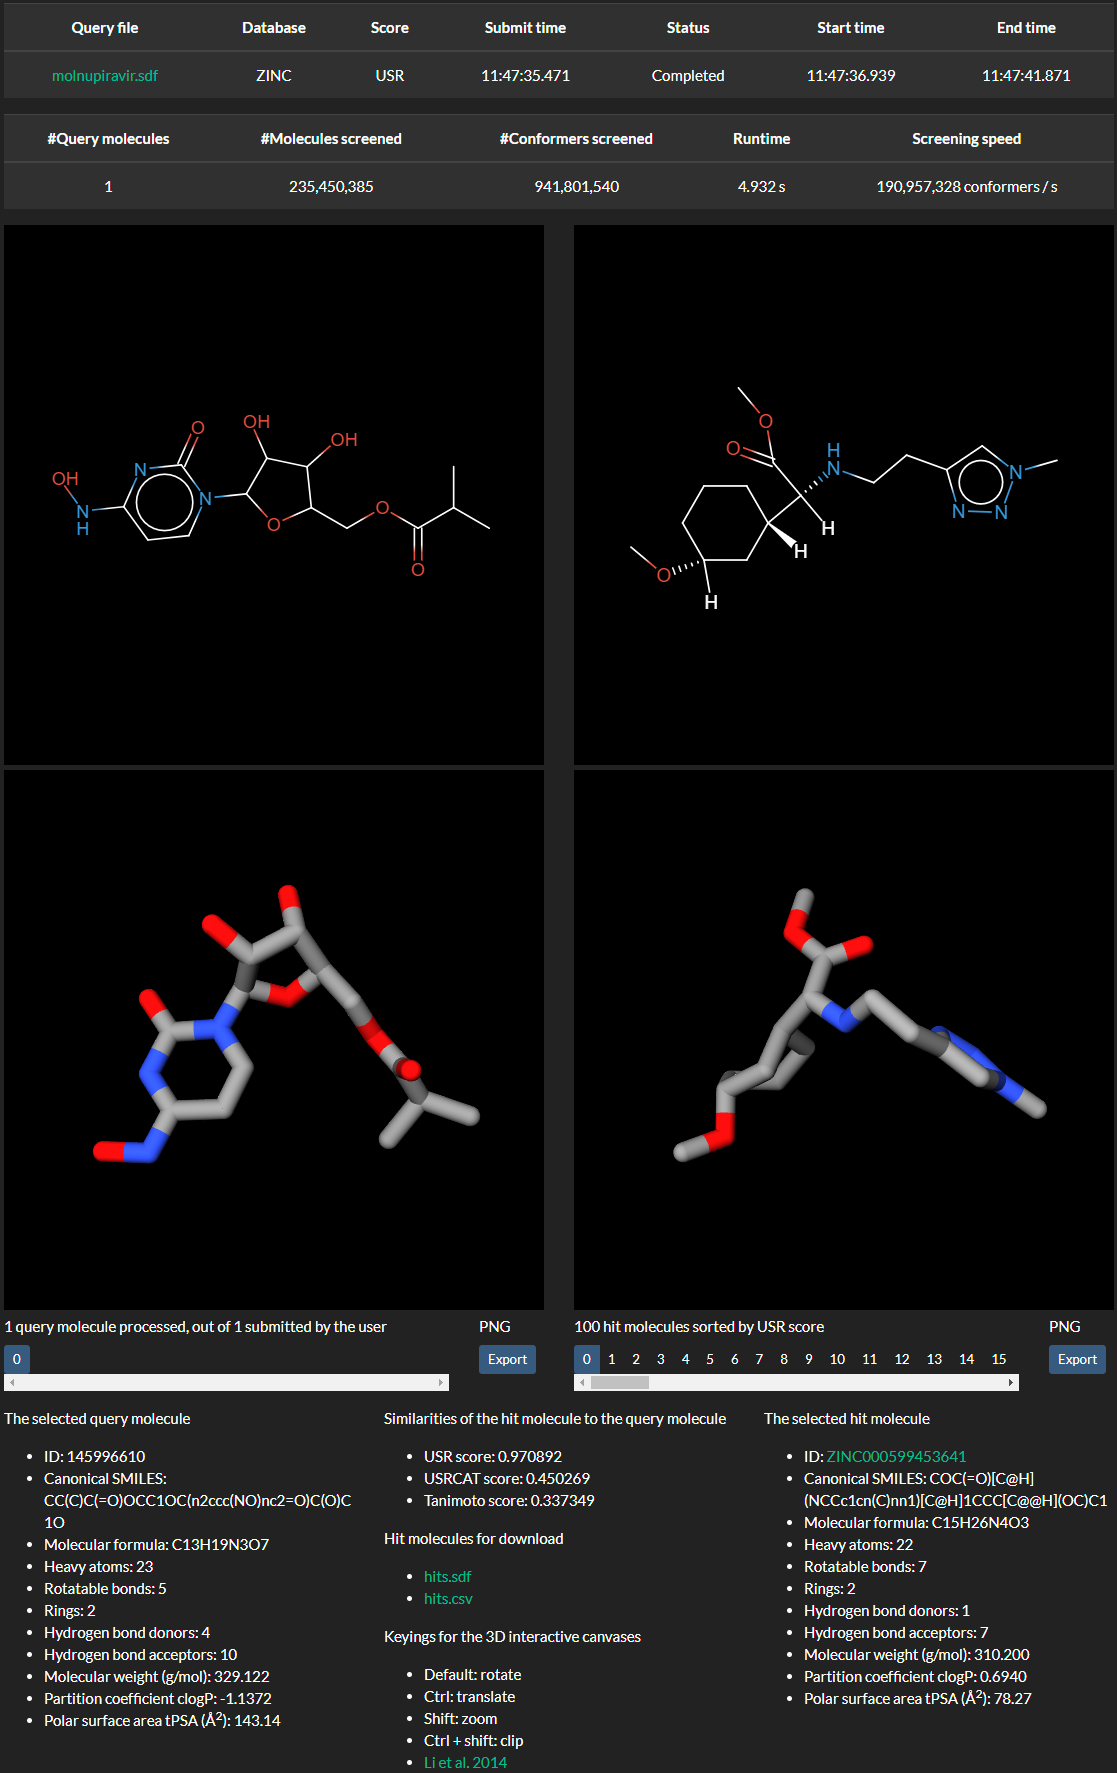 Query file Database Score Submit time Status Start time End time
molnupiravir.sdf ZINC USR 11:47:35.471 Completed 11:47:36.939 11:47:41.871
#Query molecules #Molecules screened #Conformers screened Runtime Screening speed
1 235,450,385 941,801,540 4.932 s 190,957,328 conformers / s
OH
N
H
N
O
N
OH
OH
O
O
O
O
O
H
N
H
H
O
H
N
N
N
1 query molecule processed, out of 1 submitted by the user
PNG
0
Export
100 hit molecules sorted by USR score
PNG
0 1 2 3 4 5 6 7 8 9 10 11 12 13 14 15
Export
The selected query molecule
ID: 145996610
Canonical SMILES:
CC(C)C(=O)OCC1OC(n2ccc(NO)nc2=O)C(O)C
1O
Molecular formula: C13H19N3O7
Heavy atoms: 23
Rotatable bonds: 5
Rings: 2
Hydrogen bond donors: 4
Hydrogen bond acceptors: 10
Molecular weight (g/mol): 329.122
Partition coefficient clogP: -1.1372
Polar surface area tPSA (Å²): 143.14
Similarities of the hit molecule to the query molecule
USR score: 0.970892
USRCAT score: 0.450269
Tanimoto score: 0.337349
Hit molecules for download
hits.sdf
hits.csv
Keyings for the 3D interactive canvases
Default: rotate
Ctrl: translate
Shift: zoom
Ctrl + shift: clip
Li et al. 2014
The selected hit molecule
ID: ZINC000599453641
Canonical SMILES: COC(=O)[C@H]
(NCCc1cn(C)nn1)[C@H]1CCC[C@@H](OC)C1
Molecular formula: C15H26N4O3
Heavy atoms: 22
Rotatable bonds: 7
Rings: 2
Hydrogen bond donors: 1
Hydrogen bond acceptors: 7
Molecular weight (g/mol): 310.200
Partition coefficient clogP: 0.6940
Polar surface area tPSA (Å²): 78.27